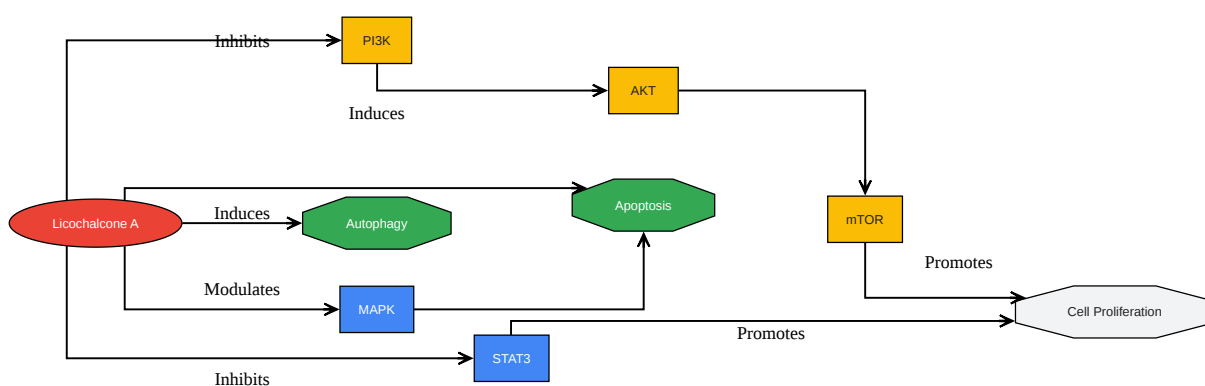 Inhibits
PI3K
AKT
Induces
Licochalcone A
Induces
Autophagy
Apoptosis
mTOR
Promotes
Modulates
MAPK
Cell Proliferation
Promotes
STAT3
Inhibits